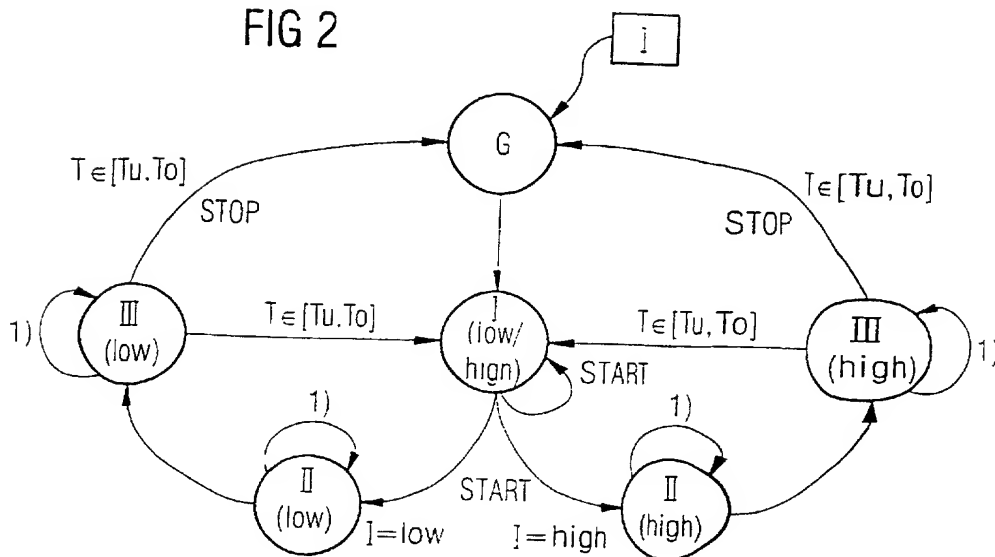 FIG 2
I
G
T∈[Tu.To]
STOP
T∈[Tu,To]
STOP
1)
III
(low)
T∈[Tu.To]
I
(low/
high)
START
T∈[Tu,To]
III
(high)
1)
1)
II
(low)
I=low
START
1)
II
(high)
I=high